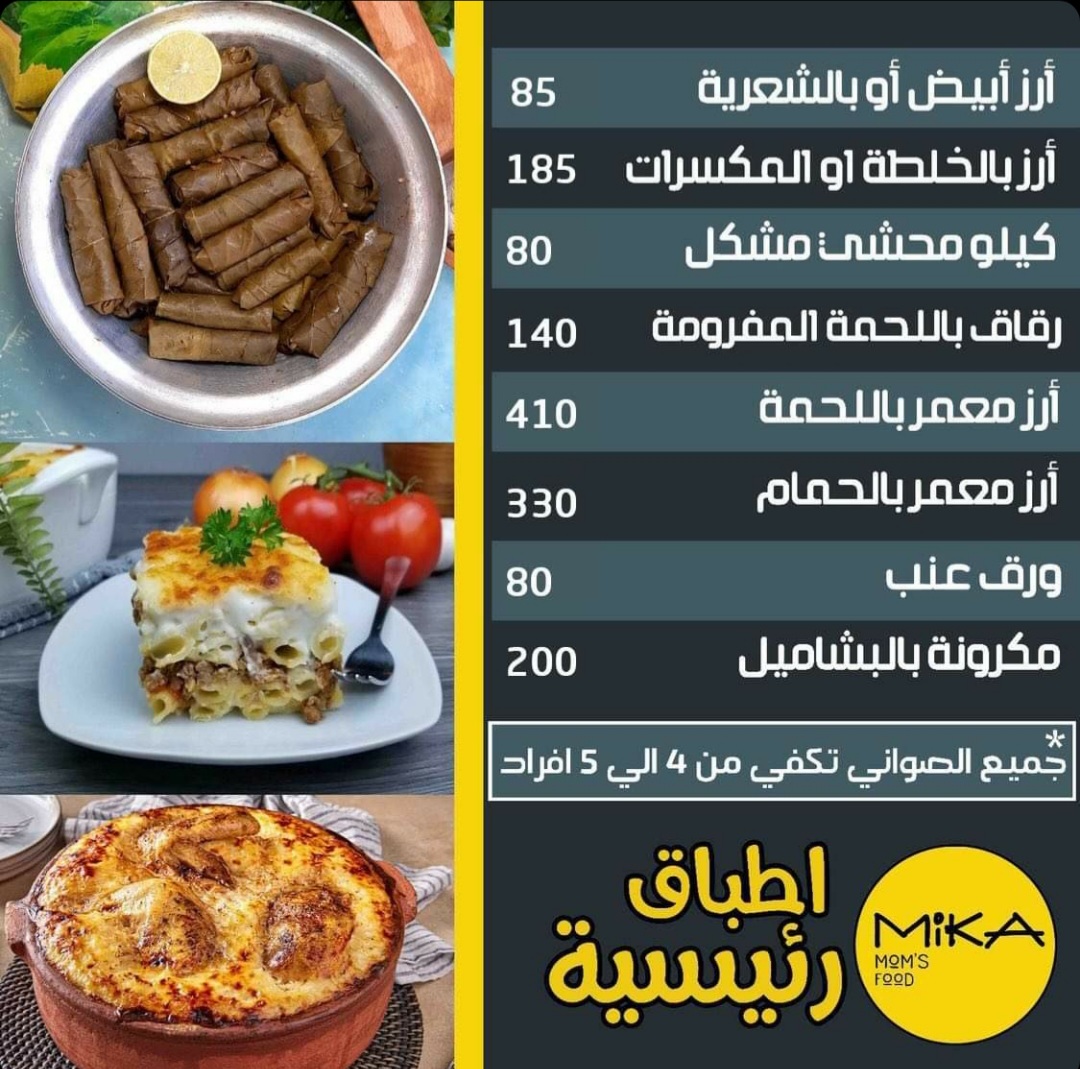 أرز أبيض أو بالشعرية 85
أرز بالخلطة او المكسرات 185
كيلو محشي مشكل 80
رقاق باللحمة المفرومة 140
أرز معمر باللحمة 410
أرز معمر بالحمام 330
ورق عنب 80
مكرونة بالبشاميل 200
*جميع الصواني تكفي من 4 الي 5 افراد
اطباق
رئيسية
MiKA
MOM'S
FOOD